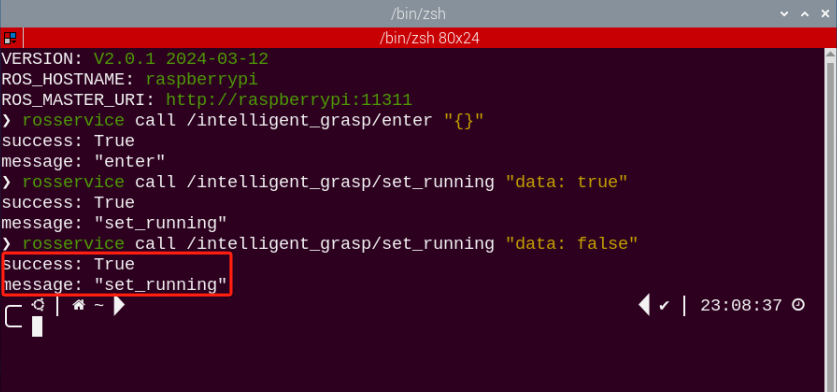 /bin/zsh
/bin/zsh 80x24
VERSION: V2.0.1 2024-03-12
ROS_HOSTNAME: raspberrypi
ROS_MASTER_URI: http://raspberrypi:11311
❯ rosservice call /intelligent_grasp/enter "{}"
success: True
message: "enter"
❯ rosservice call /intelligent_grasp/set_running "data: true"
success: True
message: "set_running"
❯ rosservice call /intelligent_grasp/set_running "data: false"
success: True
message: "set_running"
~ ✔ 23:08:37